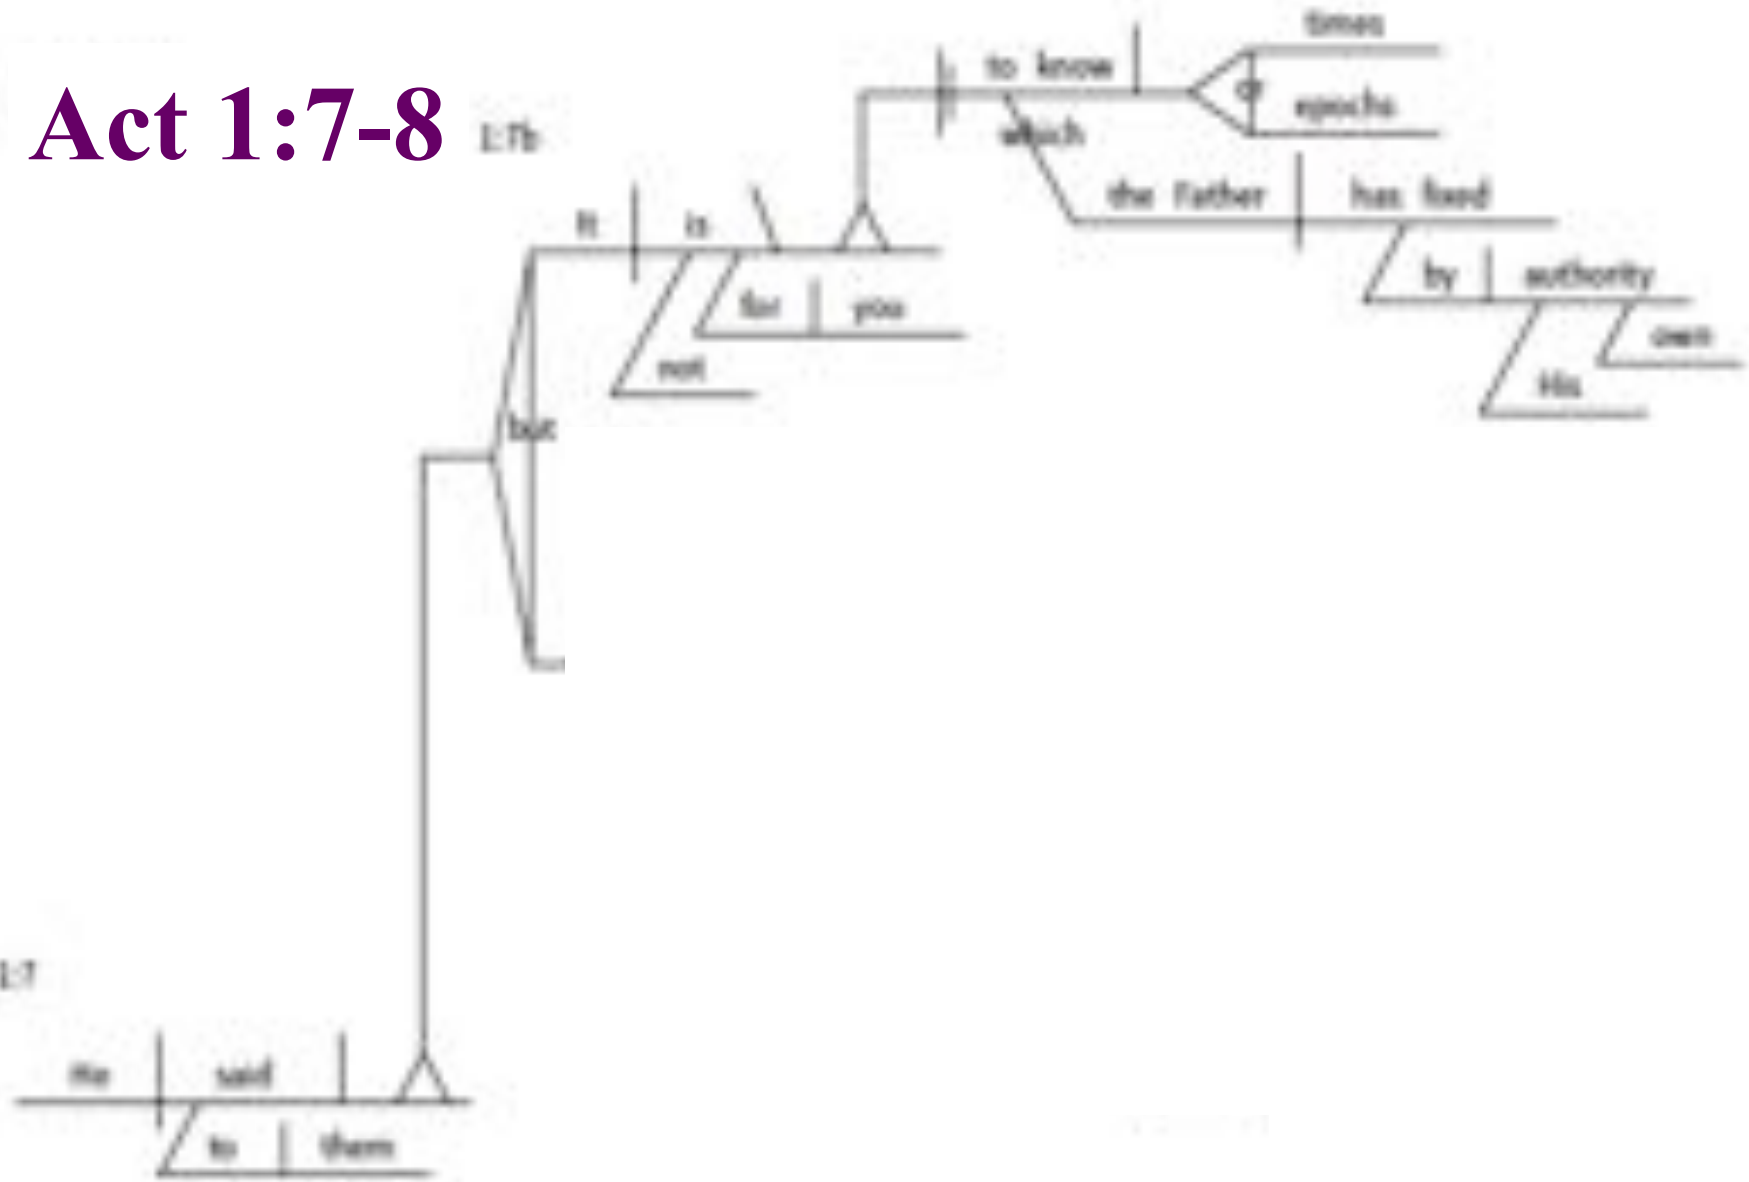 Act 1:7-8
1:7b
to know
times
or
epochs
which
the Father has fixed
by authority
own
His
It is
for you
not
but
1:7
He said
to them